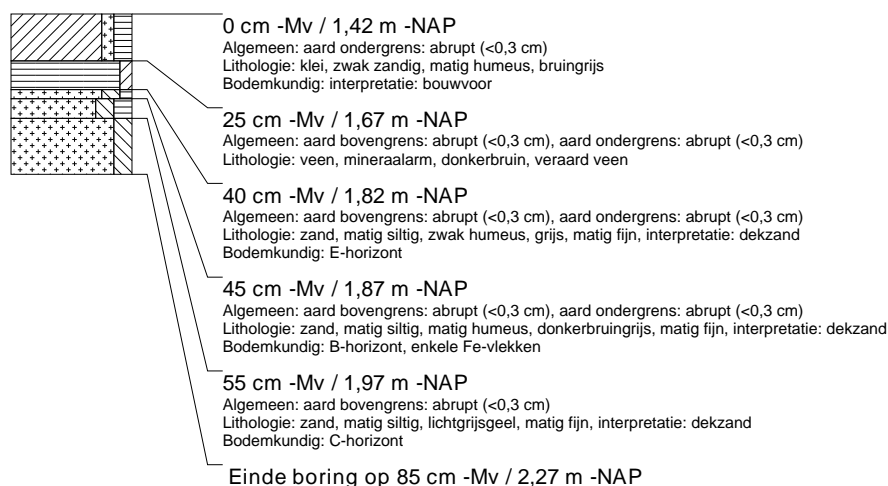 0 cm -Mv / 1,42 m -NAP
Algemeen: aard ondergrens: abrupt (<0,3 cm)
Lithologie: klei, zwak zandig, matig humeus, bruingrijs
Bodemkundig: interpretatie: bouwvoor
25 cm -Mv / 1,67 m -NAP
Algemeen: aard bovengrens: abrupt (<0,3 cm), aard ondergrens: abrupt (<0,3 cm)
Lithologie: veen, mineraalarm, donkerbruin, veraard veen
40 cm -Mv / 1,82 m -NAP
Algemeen: aard bovengrens: abrupt (<0,3 cm), aard ondergrens: abrupt (<0,3 cm)
Lithologie: zand, matig siltig, zwak humeus, grijs, matig fijn, interpretatie: dekzand
Bodemkundig: E-horizont
45 cm -Mv / 1,87 m -NAP
Algemeen: aard bovengrens: abrupt (<0,3 cm), aard ondergrens: abrupt (<0,3 cm)
Lithologie: zand, matig siltig, matig humeus, donkerbruingrijs, matig fijn, interpretatie: dekzand
Bodemkundig: B-horizont, enkele Fe-vlekken
55 cm -Mv / 1,97 m -NAP
Algemeen: aard bovengrens: abrupt (<0,3 cm)
Lithologie: zand, matig siltig, lichtgrijsgeel, matig fijn, interpretatie: dekzand
Bodemkundig: C-horizont
Einde boring op 85 cm -Mv / 2,27 m -NAP